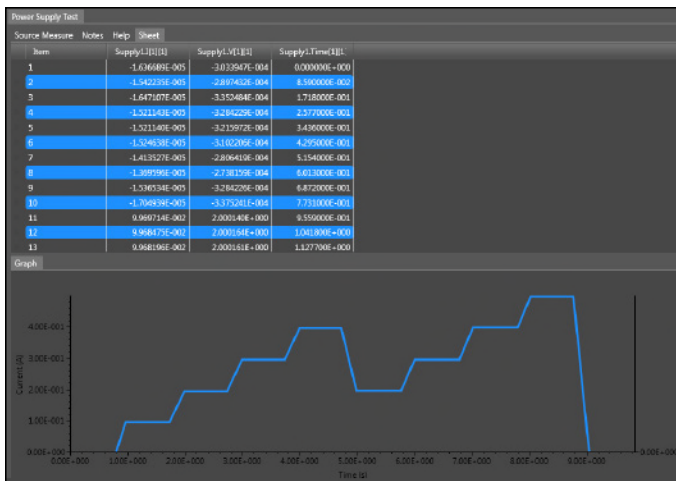 Power Supply Test
Source Measure Notes Help Sheet
Item Supply1.I[1][1] Supply1.V[1][1] Supply1.Time[1][1]
1 -1.636689E-005 -3.033947E-004 0.000000E+000
2 -1.542235E-005 -2.897432E-004 8.590000E-002
3 -1.647107E-005 -3.352484E-004 1.718000E-001
4 -1.521143E-005 -3.284229E-004 2.577000E-001
5 -1.521140E-005 -3.215972E-004 3.436000E-001
6 -1.524638E-005 -3.102206E-004 4.295000E-001
7 -1.413527E-005 -2.806419E-004 5.154000E-001
8 -1.369596E-005 -2.738159E-004 6.013000E-001
9 -1.536534E-005 -3.284226E-004 6.872000E-001
10 -1.704939E-005 -3.375241E-004 7.731000E-001
11 9.969714E-002 2.000140E+000 9.559000E-001
12 9.968475E-002 2.000164E+000 1.041800E+000
13 9.968196E-002 2.000161E+000 1.127700E+000
Graph
4.00E-001
3.00E-001
Current (A)
2.00E-001
1.00E-001
0.00E+000 0.00E+000
0.00E+000 1.00E+000 2.00E+000 3.00E+000 4.00E+000 5.00E+000 6.00E+000 7.00E+000 8.00E+000 9.00E+000
Time (s)